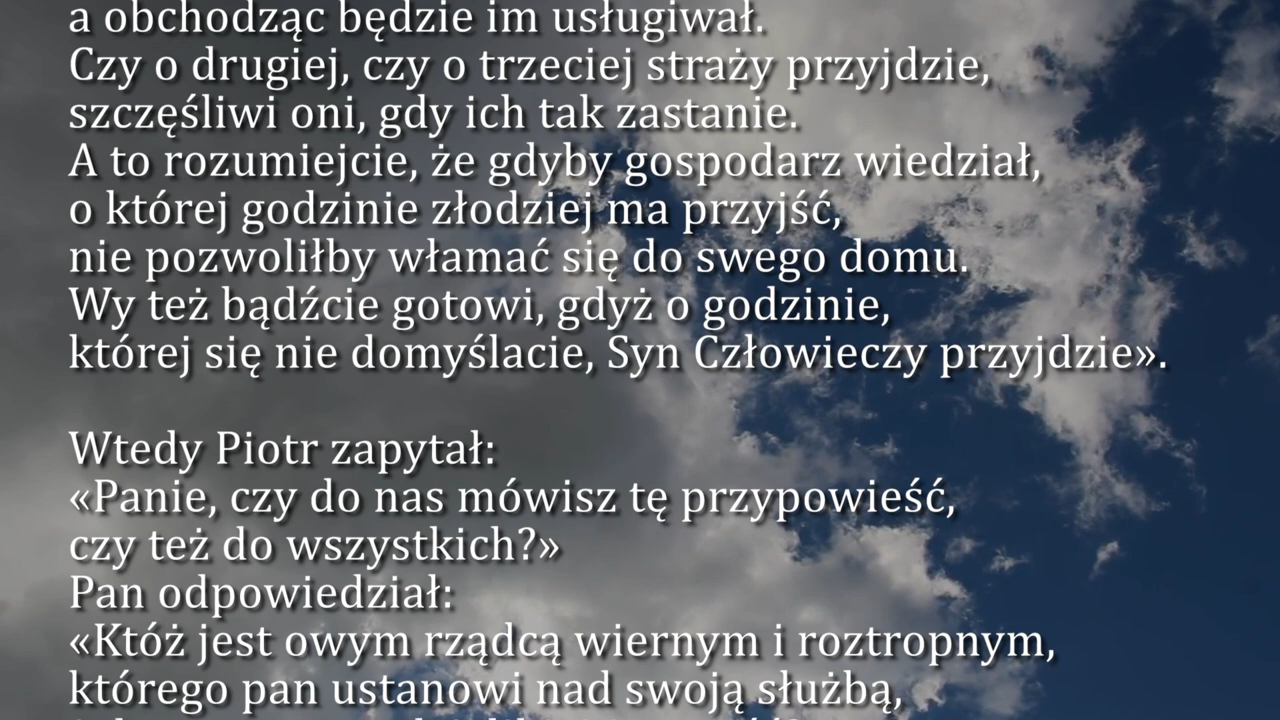 a obchodząc będzie im usługiwał.
Czy o drugiej, czy o trzeciej straży przyjdzie,
szczęśliwi oni, gdy ich tak zastanie.
A to rozumiejcie, że gdyby gospodarz wiedział,
o której godzinie złodziej ma przyjść,
nie pozwoliłby włamać się do swego domu.
Wy też bądźcie gotowi, gdyż o godzinie,
której się nie domyślacie, Syn Człowieczy przyjdzie».
Wtedy Piotr zapytał:
«Panie, czy do nas mówisz tę przypowieść,
czy też do wszystkich?»
Pan odpowiedział:
«Któż jest owym rządcą wiernym i roztropnym,
którego pan ustanowi nad swoją służbą,